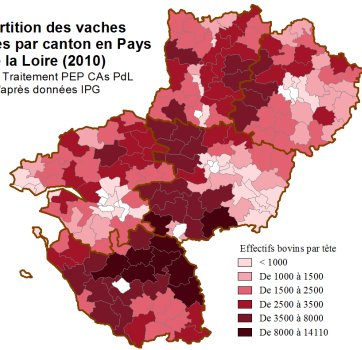 rtition des vaches
es par canton en Pays
la Loire (2010)
Traitement PEP CAs PdL
'après données IPG
Effectifs bovins par tête
< 1000
De 1000 à 1500
De 1500 à 2500
De 2500 à 3500
De 3500 à 8000
De 8000 à 14110